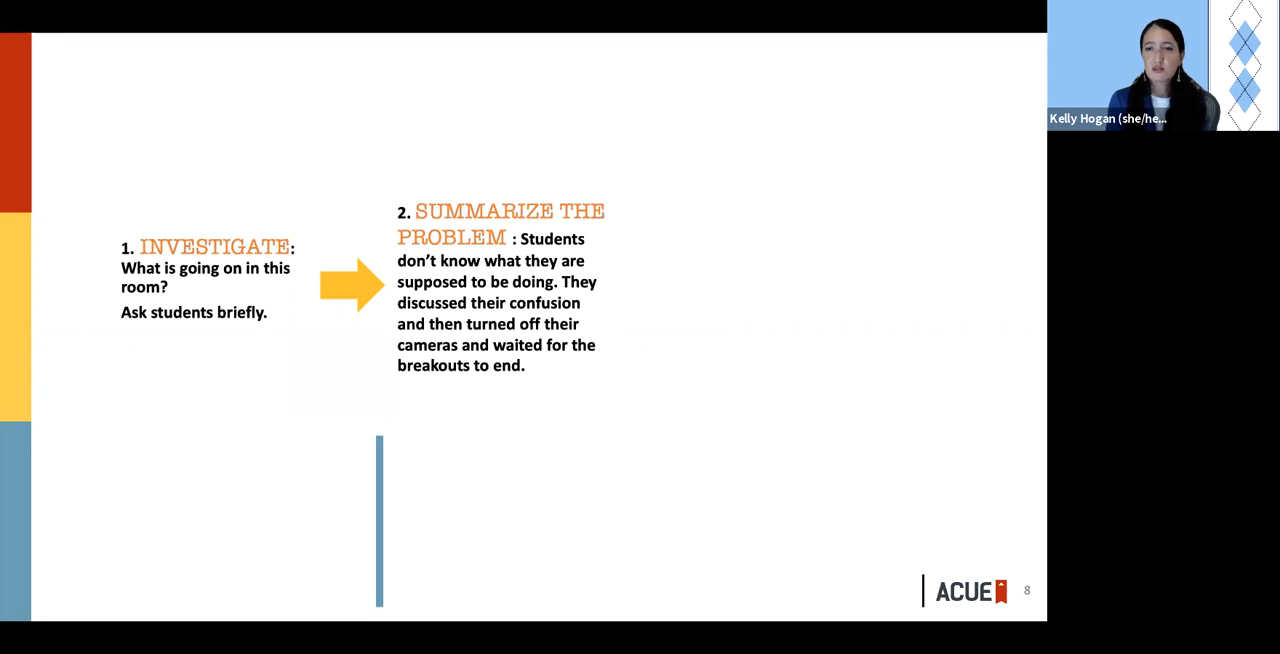 1. INVESTIGATE:
What is going on in this
room?
Ask students briefly.
2. SUMMARIZE THE
PROBLEM : Students
don’t know what they are
supposed to be doing. They
discussed their confusion
and then turned off their
cameras and waited for the
breakouts to end.
Kelly Hogan (she/he...
ACUE
8